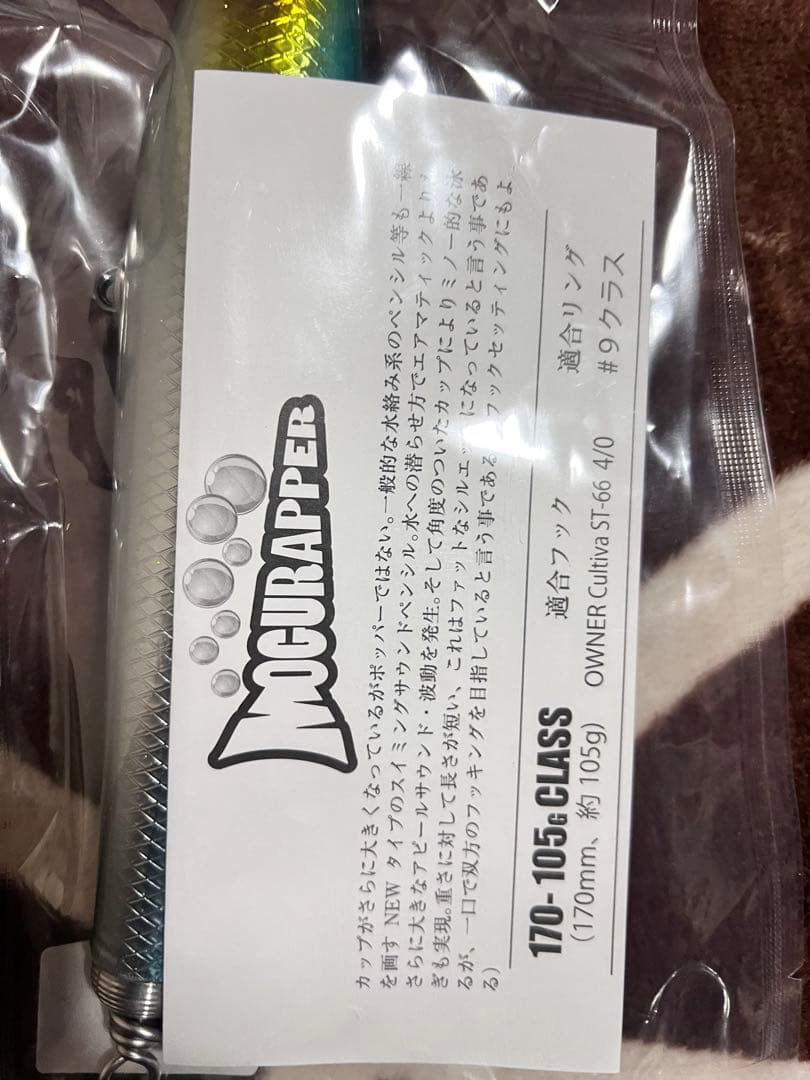 MOGURAPPER
カップがさらに大きくなっているがポッパーではない。一般的な水絡み系のペンシル等も一線
を画す NEW タイプのスイミングサウンドペンシル。水への潜らせ方でエアマティックよりも
さらに大きなアピールサウンド・波動を発生。そして角度のついたカップによりミノー的な泳
ぎも実現。重さに対して長さが短い、これはファットなシルエッ になっていると言う事であ
るが、一口で双方のフッキングを目指していると言う事である フックセッティングにもよ
る)
170-105G CLASS
(170mm、約105g)
適合フック
OWNER Cultiva ST-66 4/0
適合リング
#9クラス